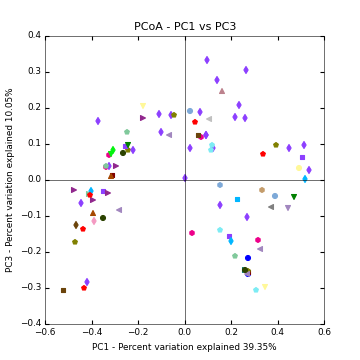 PCoA - PC1 vs PC3
0.4
0.3
0.2
0.1
0.0
−0.1
−0.2
−0.3
−0.4
PC3 - Percent variation explained 10.05%
−0.6 −0.4 −0.2 0.0 0.2 0.4 0.6
PC1 - Percent variation explained 39.35%